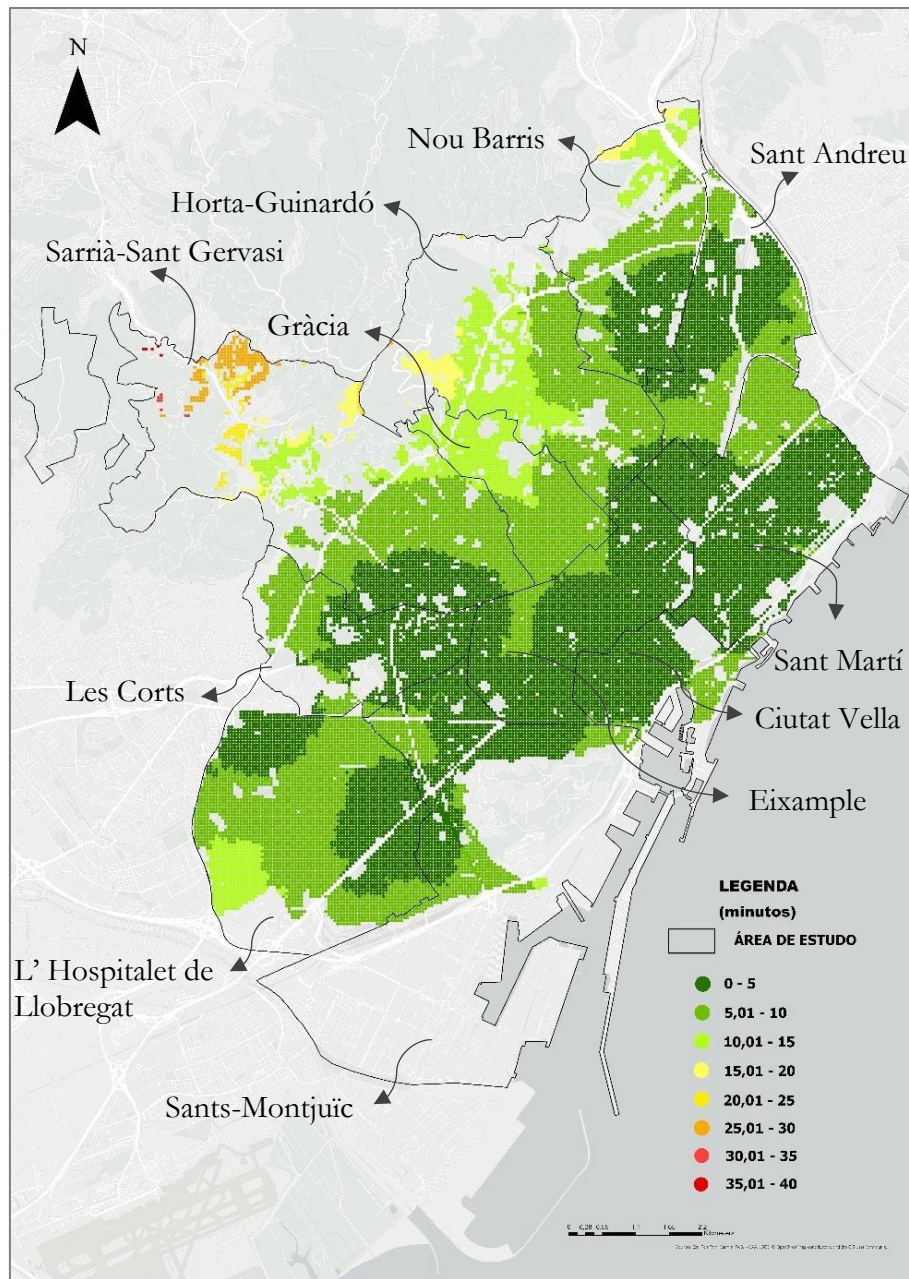 N
Nou Barris
Sant Andreu
Horta-Guinardó
Sarrià-Sant Gervasi
Gràcia
Les Corts
Sant Martí
Ciutat Vella
Eixample
L' Hospitalet de
Llobregat
Sants-Montjuïc
LEGENDA
(minutos)
ÁREA DE ESTUDO
0 - 5
5,01 - 10
10,01 - 15
15,01 - 20
20,01 - 25
25,01 - 30
30,01 - 35
35,01 - 40